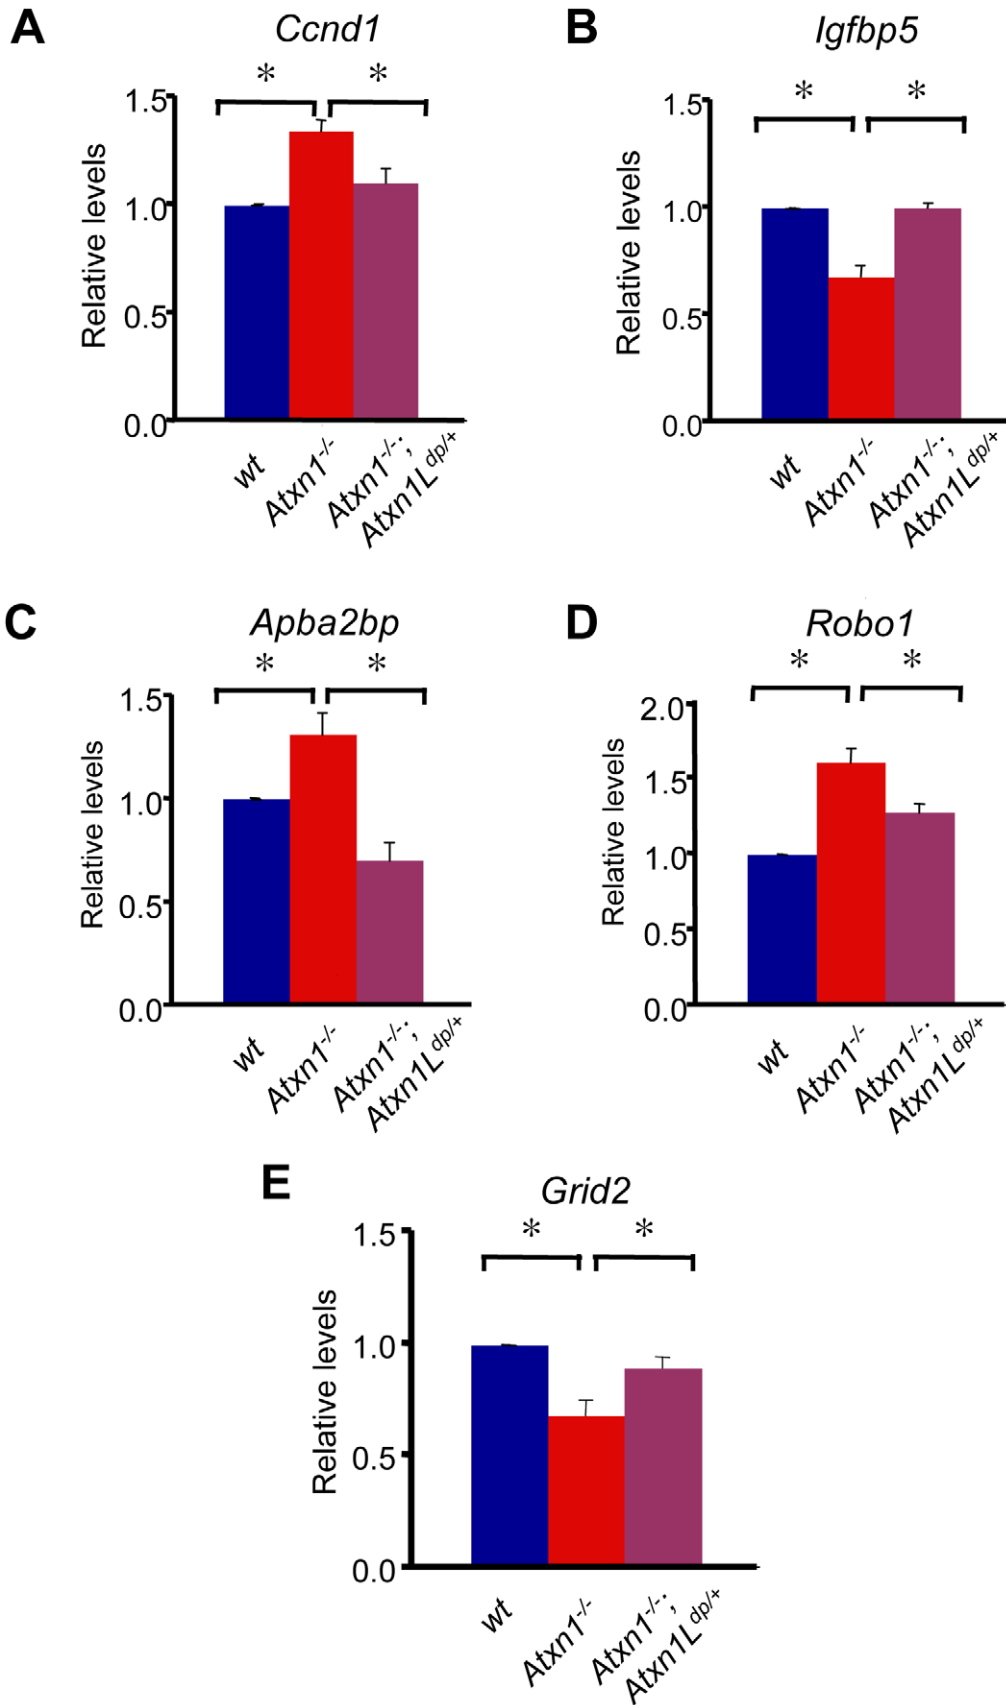 A
Ccnd1
* *
Relative levels
1.5
1.0
0.5
0.0
wt
Atxn1-/-
Atxn1-/-;
Atxn1Ldp/+
B
Igfbp5
* *
Relative levels
1.5
1.0
0.5
0.0
wt
Atxn1-/-
Atxn1-/-;
Atxn1Ldp/+
C
Apba2bp
* *
Relative levels
1.5
1.0
0.5
0.0
wt
Atxn1-/-
Atxn1-/-;
Atxn1Ldp/+
D
Robo1
* *
Relative levels
2.0
1.5
1.0
0.5
0.0
wt
Atxn1-/-
Atxn1-/-;
Atxn1Ldp/+
E
Grid2
* *
Relative levels
1.5
1.0
0.5
0.0
wt
Atxn1-/-
Atxn1-/-;
Atxn1Ldp/+